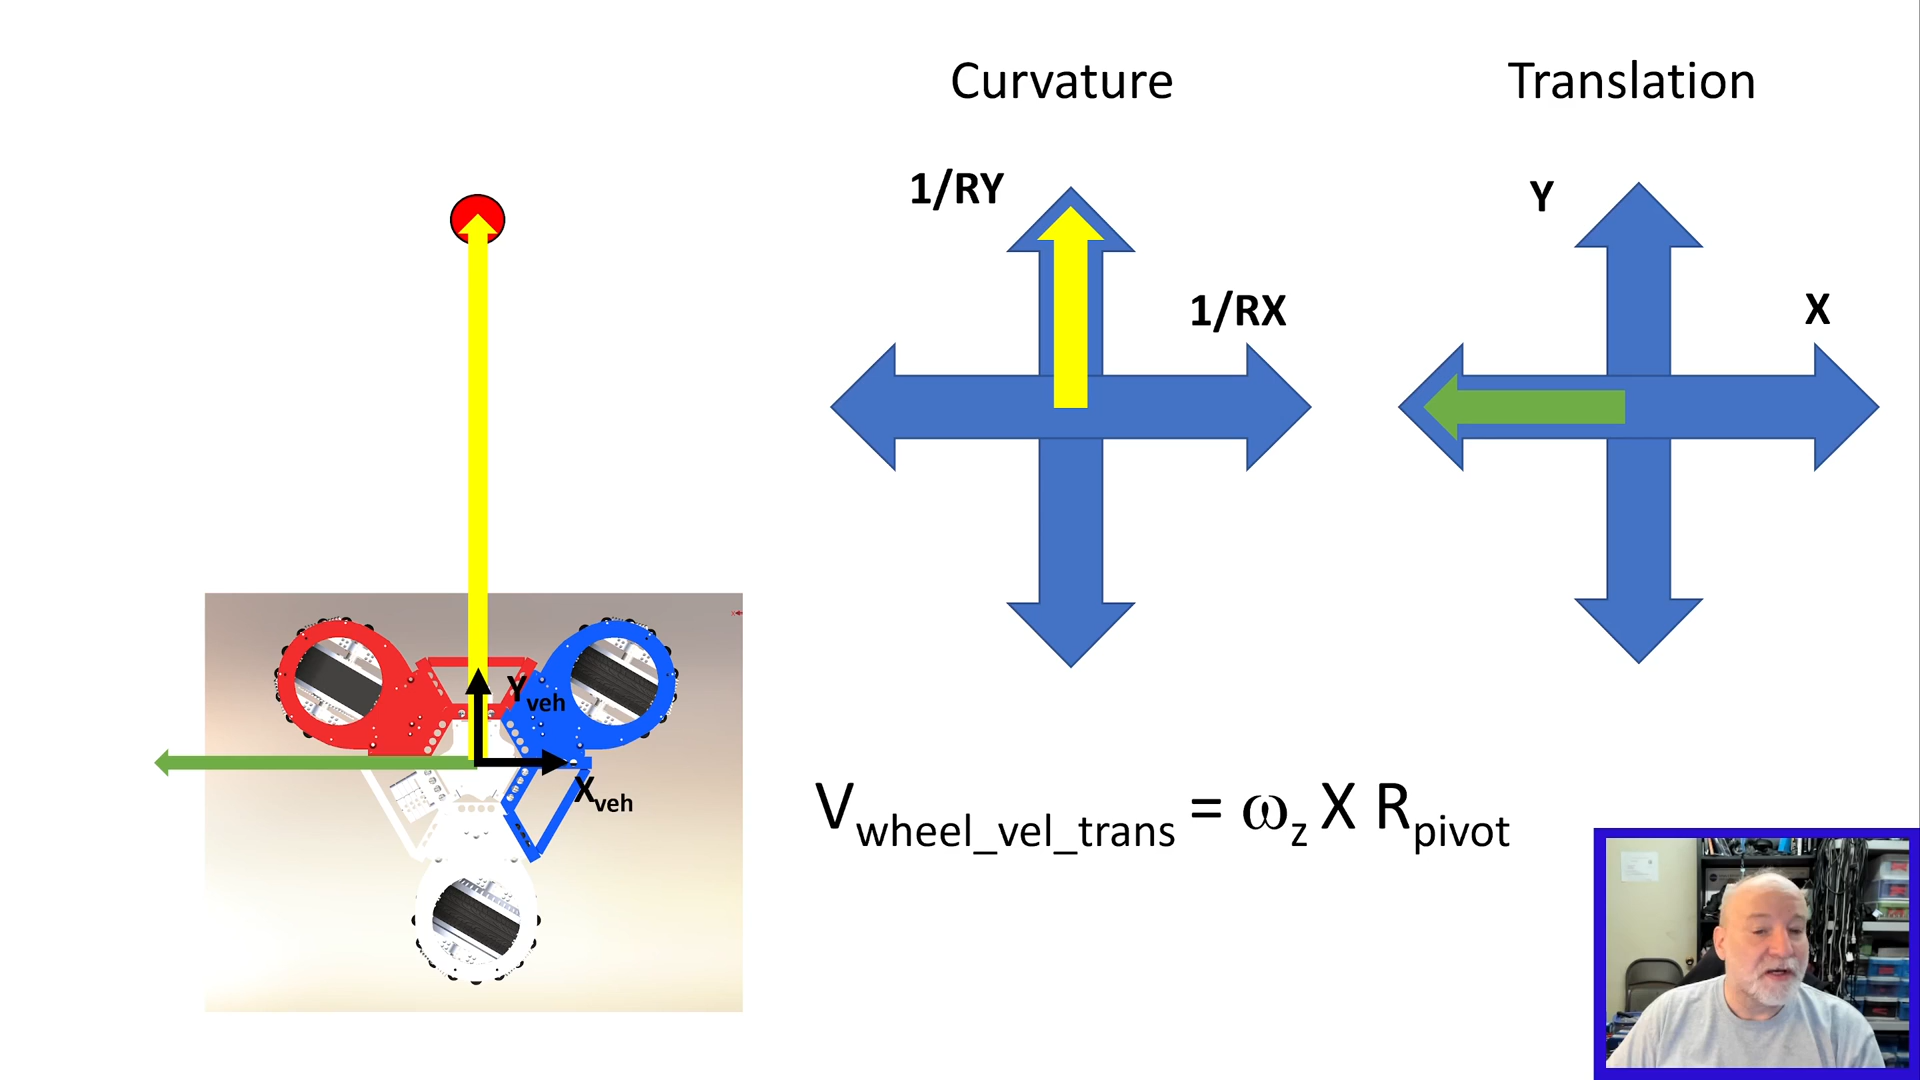 Curvature
Translation
1/RY
1/RX
Y
X
Yveh
Xveh
Vwheel_vel_trans = ωz X Rpivot